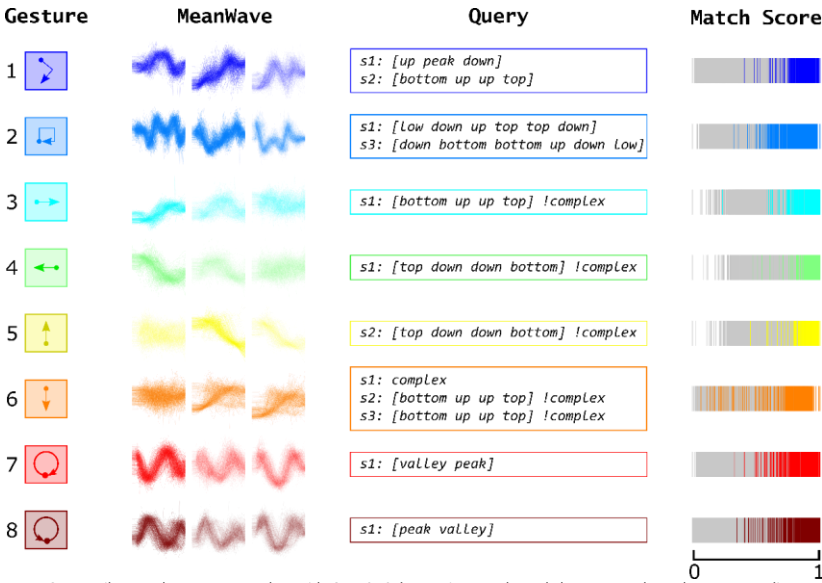 Gesture MeanWave Query Match Score
1 s1: [up peak down]
s2: [bottom up up top]
2 s1: [low down up top top down]
s3: [down bottom bottom up down low]
3 s1: [bottom up up top] !complex
4 s1: [top down down bottom] !complex
5 s2: [top down down bottom] !complex
6 s1: complex
s2: [bottom up up top] !complex
s3: [bottom up up top] !complex
7 s1: [valley peak]
8 s1: [peak valley]
0 1